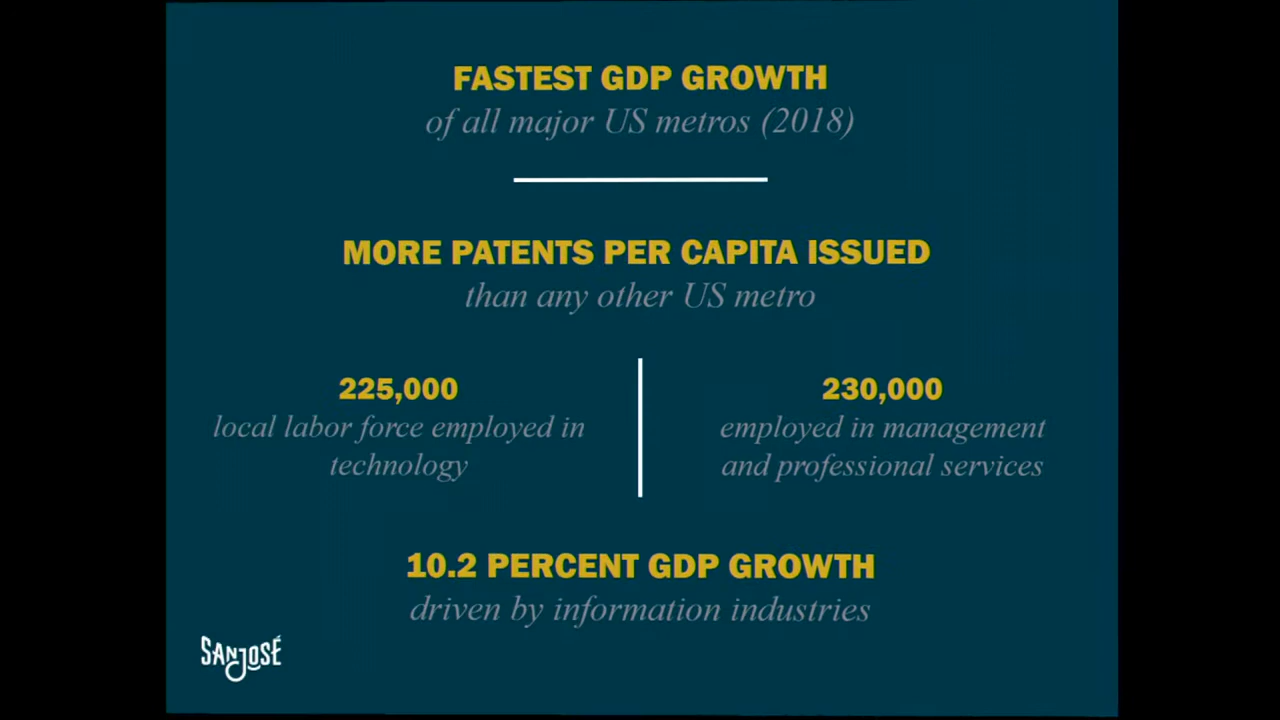 FASTEST GDP GROWTH
of all major US metros (2018)
MORE PATENTS PER CAPITA ISSUED
than any other US metro
225,000
local labor force employed in
technology
230,000
employed in management
and professional services
10.2 PERCENT GDP GROWTH
driven by information industries
SAN JOSÉ